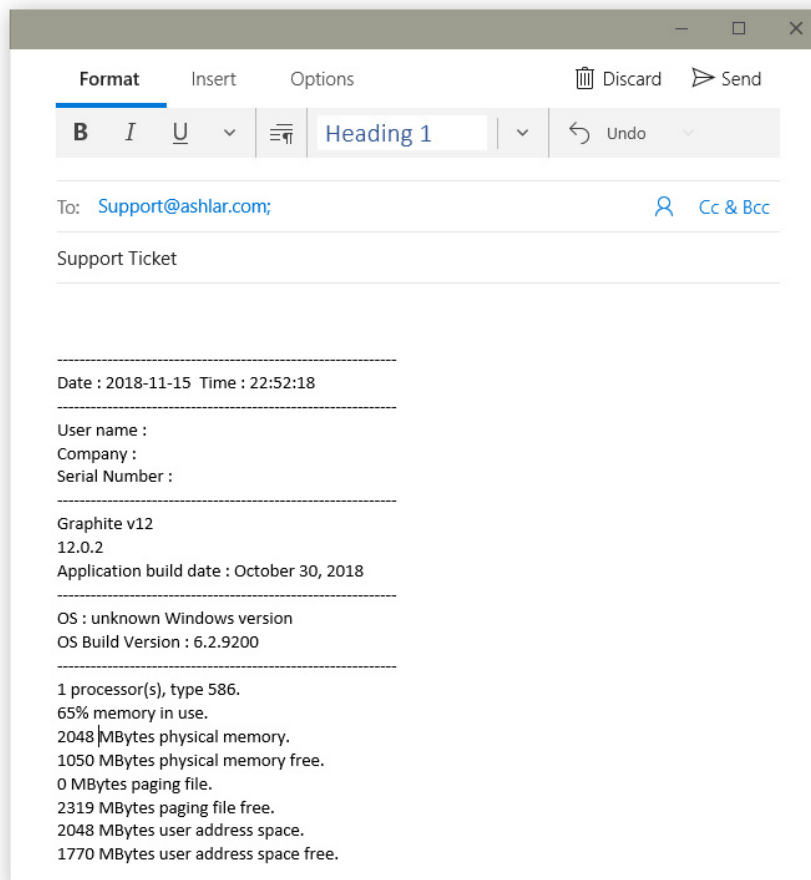 Format Insert Options Discard Send
B I U Heading 1 Undo
To: Support@ashlar.com; Cc & Bcc
Support Ticket
----------------------------------------------------------------
Date : 2018-11-15  Time : 22:52:18
----------------------------------------------------------------
User name :
Company :
Serial Number :
----------------------------------------------------------------
Graphite v12
12.0.2
Application build date : October 30, 2018
----------------------------------------------------------------
OS : unknown Windows version
OS Build Version : 6.2.9200
----------------------------------------------------------------
1 processor(s), type 586.
65% memory in use.
2048 MBytes physical memory.
1050 MBytes physical memory free.
0 MBytes paging file.
2319 MBytes paging file free.
2048 MBytes user address space.
1770 MBytes user address space free.